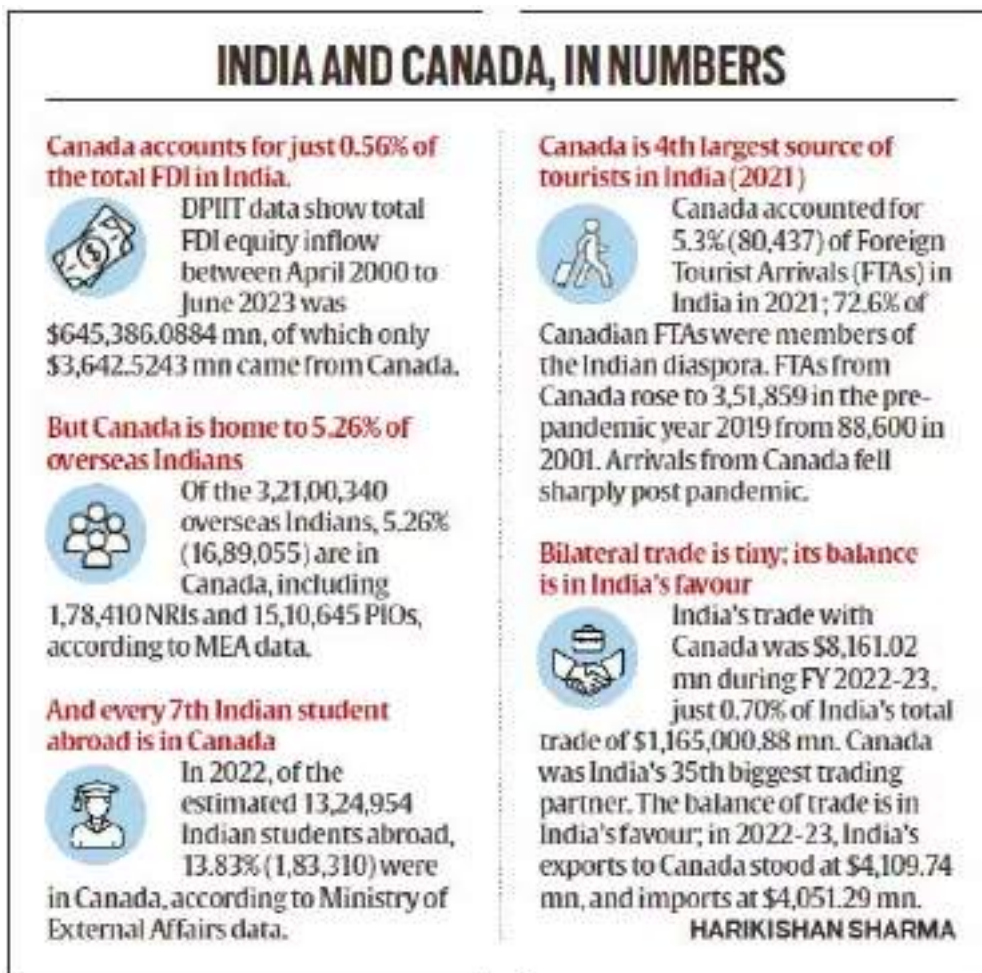 INDIA AND CANADA, IN NUMBERS
Canada accounts for just 0.56% of
the total FDI in India.
DPIIT data show total
FDI equity inflow
between April 2000 to
June 2023 was
$645,386.0884 mn, of which only
$3,642.5243 mn came from Canada.
But Canada is home to 5.26% of
overseas Indians
Of the 3,21,00,340
overseas Indians, 5.26%
(16,89,055) are in
Canada, including
1,78,410 NRIs and 15,10,645 PIOs,
according to MEA data.
And every 7th Indian student
abroad is in Canada
In 2022, of the
estimated 13,24,954
Indian students abroad,
13.83% (1,83,310) were
in Canada, according to Ministry of
External Affairs data.
Canada is 4th largest source of
tourists in India (2021)
Canada accounted for
5.3% (80,437) of Foreign
Tourist Arrivals (FTAs) in
India in 2021; 72.6% of
Canadian FTAs were members of
the Indian diaspora. FTAs from
Canada rose to 3,51,859 in the pre-
pandemic year 2019 from 88,600 in
2001. Arrivals from Canada fell
sharply post pandemic.
Bilateral trade is tiny; its balance
is in India's favour
India's trade with
Canada was $8,161.02
mn during FY 2022-23,
just 0.70% of India's total
trade of $1,165,000.88 mn. Canada
was India's 35th biggest trading
partner. The balance of trade is in
India's favour; in 2022-23, India's
exports to Canada stood at $4,109.74
mn, and imports at $4,051.29 mn.
HARIKISHAN SHARMA